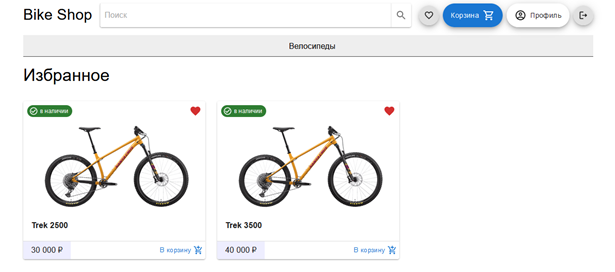 Bike Shop
Поиск
Корзина
Профиль
Велосипеды
Избранное
в наличии
в наличии
Trek 2500
Trek 3500
30 000 ₽
В корзину
40 000 ₽
В корзину